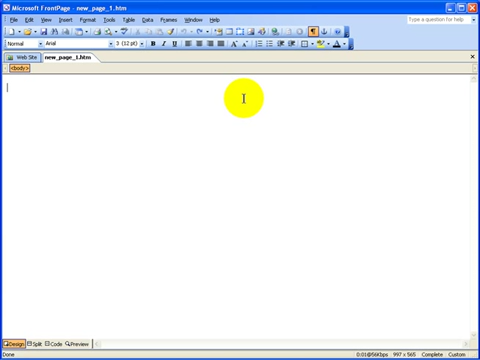 Microsoft FrontPage - new_page_1.htm
File Edit View Insert Format Tools Table Data Frames Window Help
Type a question for help
Normal Arial 3 (12 pt) B I U
Web Site new_page_1.htm
<body>
Design Split Code Preview
Done 0:01@56Kbps 997 x 565 Complete Custom